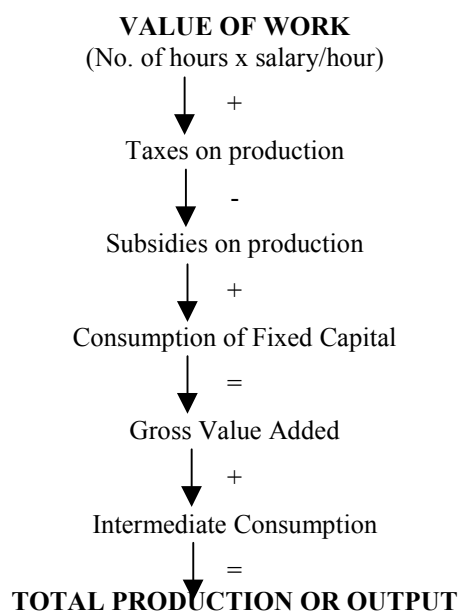 VALUE OF WORK
(No. of hours x salary/hour)
+
Taxes on production
-
Subsidies on production
+
Consumption of Fixed Capital
=
Gross Value Added
+
Intermediate Consumption
=
TOTAL PRODUCTION OR OUTPUT